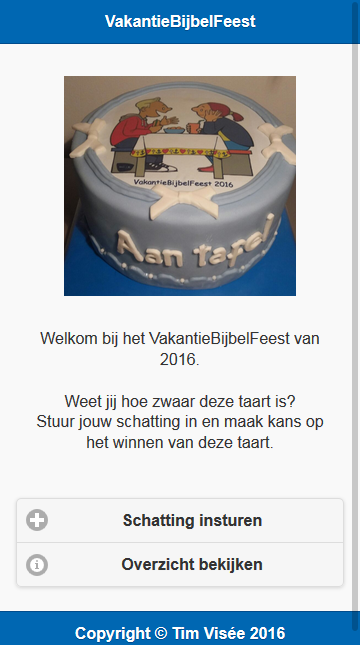 VakantieBijbelFeest
VakantieBijbelFeest 2016
Aan tafel
Welkom bij het VakantieBijbelFeest van
2016.
Weet jij hoe zwaar deze taart is?
Stuur jouw schatting in en maak kans op
het winnen van deze taart.
Schatting insturen
Overzicht bekijken
Copyright © Tim Visée 2016